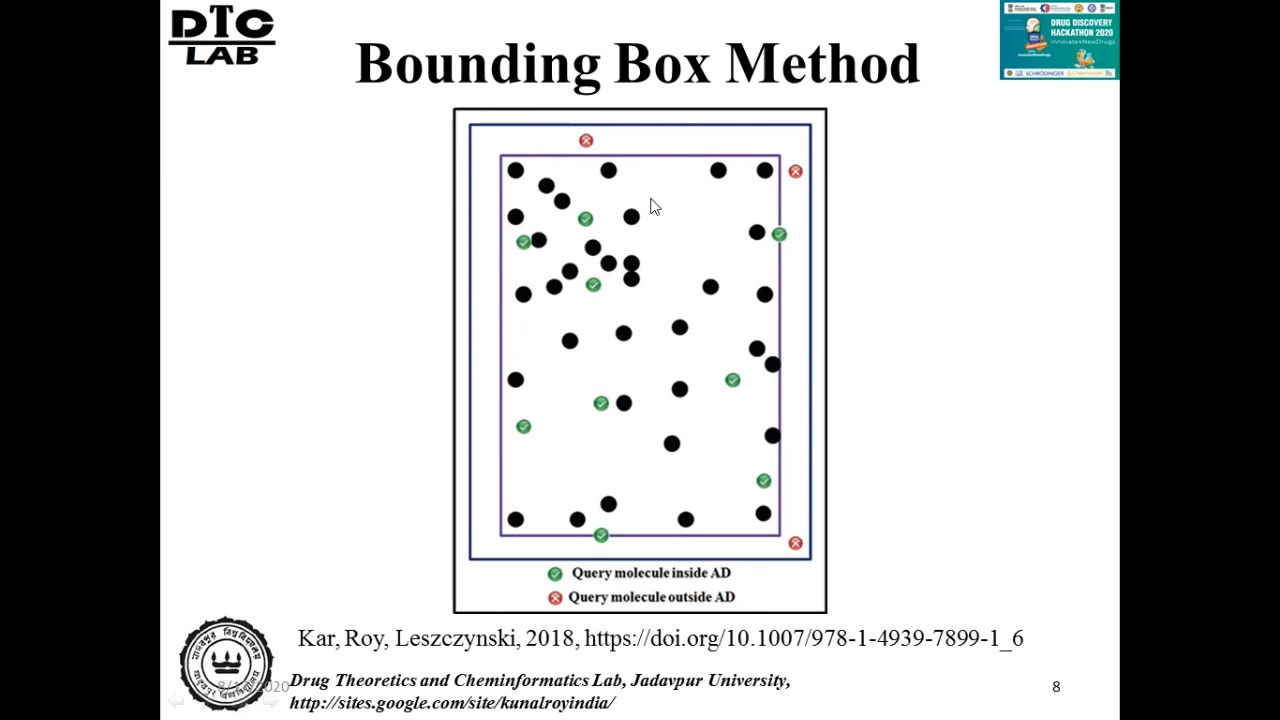 DTC
LAB
DRUG DISCOVERY
HACKATHON 2020
Innovate4NewDrugs
SCHRÖDINGER
Bounding Box Method
Query molecule inside AD
Query molecule outside AD
Kar, Roy, Leszczynski, 2018, https://doi.org/10.1007/978-1-4939-7899-1_6
Drug Theoretics and Cheminformatics Lab, Jadavpur University,
http://sites.google.com/site/kunalroyindia/
8